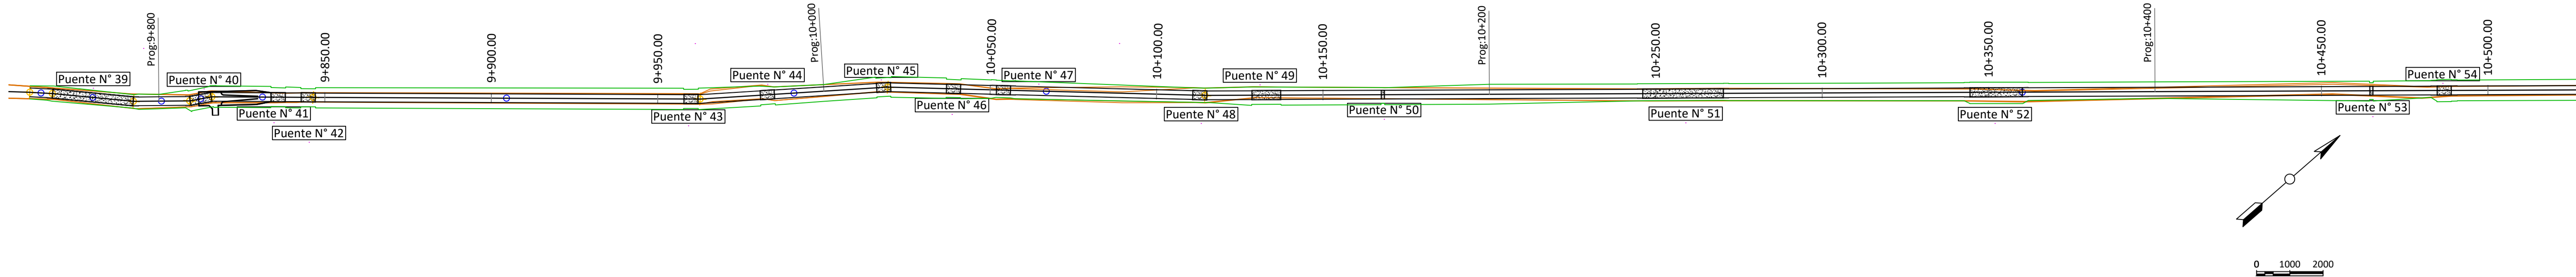 Prog:9+800
9+850.00
9+900.00
9+950.00
Prog:10+000
10+050.00
10+100.00
10+150.00
Prog:10+200
10+250.00
10+300.00
10+350.00
Prog:10+400
10+450.00
10+500.00
Puente N° 39
Puente N° 40
Puente N° 41
Puente N° 42
Puente N° 43
Puente N° 44
Puente N° 45
Puente N° 46
Puente N° 47
Puente N° 48
Puente N° 49
Puente N° 50
Puente N° 51
Puente N° 52
Puente N° 53
Puente N° 54
0 1000 2000